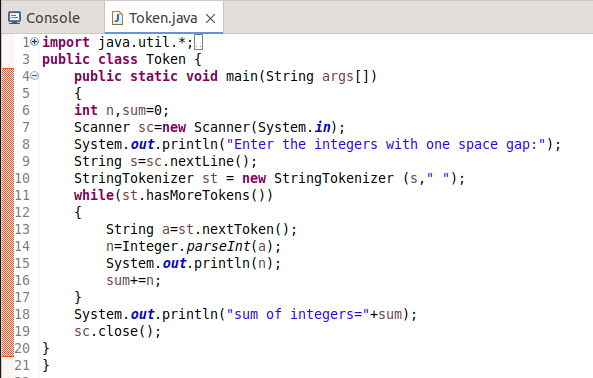 Console Token.java
1 import java.util.*;
3 public class Token {
4 public static void main(String args[])
5 {
6 int n,sum=0;
7 Scanner sc=new Scanner(System.in);
8 System.out.println("Enter the integers with one space gap:");
9 String s=sc.nextLine();
10 StringTokenizer st = new StringTokenizer (s," ");
11 while(st.hasMoreTokens())
12 {
13 String a=st.nextToken();
14 n=Integer.parseInt(a);
15 System.out.println(n);
16 sum+=n;
17 }
18 System.out.println("sum of integers="+sum);
19 sc.close();
20 }
21 }